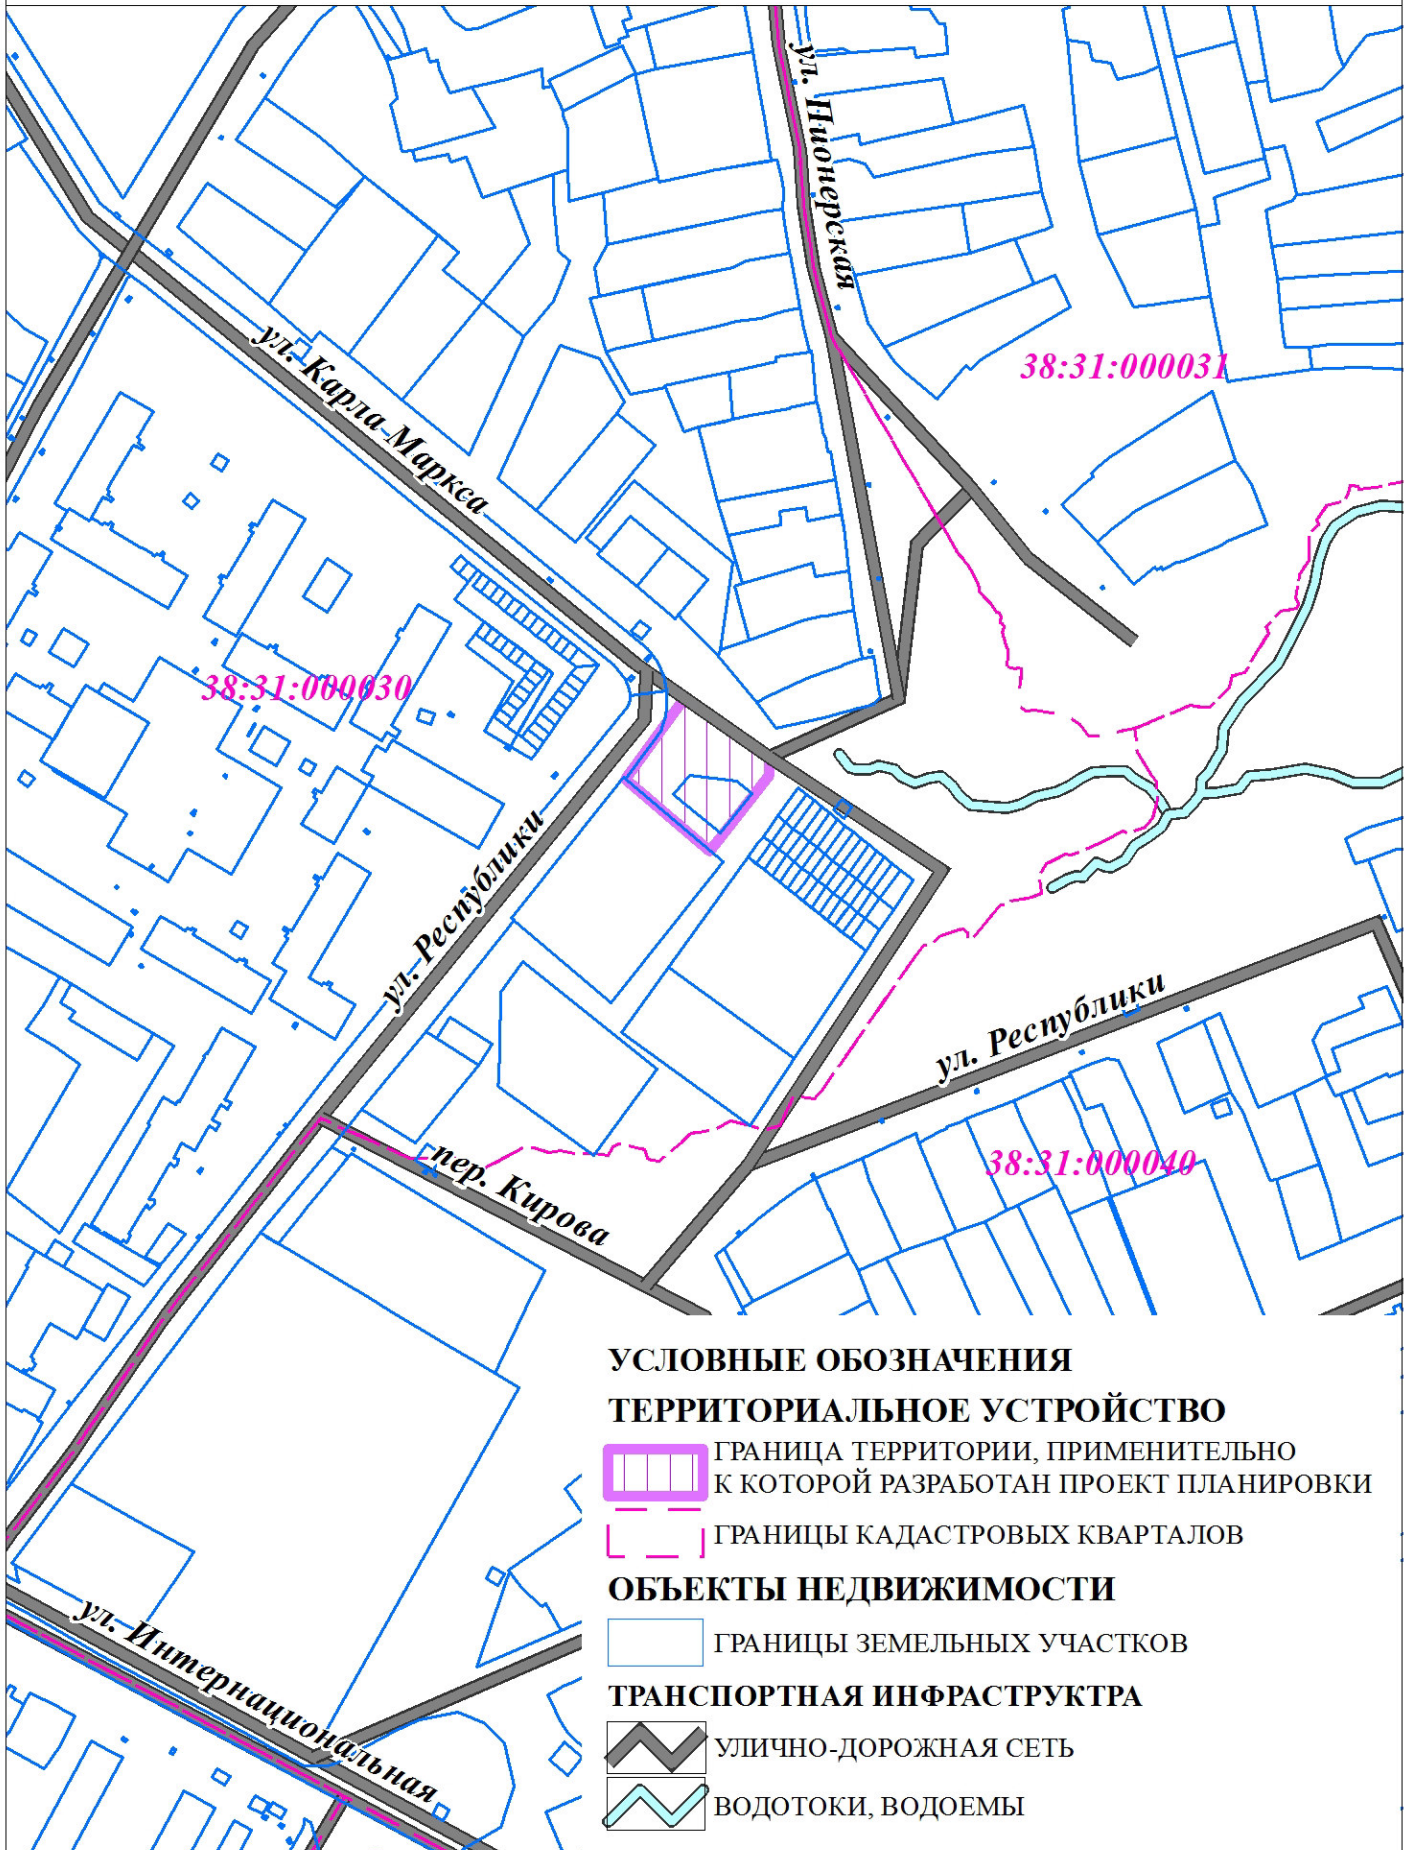 ул. Пионерская
ул. Карла Маркса
38:31:000031
38:31:000030
ул. Республики
ул. Республики
38:31:000040
пер. Кирова
ул. Интернациональная
УСЛОВНЫЕ ОБОЗНАЧЕНИЯ
ТЕРРИТОРИАЛЬНОЕ УСТРОЙСТВО
ГРАНИЦА ТЕРРИТОРИИ, ПРИМЕНИТЕЛЬНО
К КОТОРОЙ РАЗРАБОТАН ПРОЕКТ ПЛАНИРОВКИ
ГРАНИЦЫ КАДАСТРОВЫХ КВАРТАЛОВ
ОБЪЕКТЫ НЕДВИЖИМОСТИ
ГРАНИЦЫ ЗЕМЕЛЬНЫХ УЧАСТКОВ
ТРАНСПОРТНАЯ ИНФРАСТРУКТРА
УЛИЧНО-ДОРОЖНАЯ СЕТЬ
ВОДОТОКИ, ВОДОЕМЫ